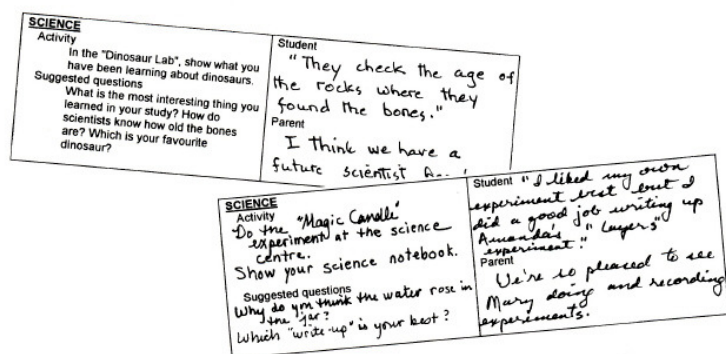 SCIENCE
Activity
In the "Dinosaur Lab", show what you
have been learning about dinosaurs.
Suggested questions
What is the most interesting thing you
learned in your study? How do
scientists know how old the bones
are? Which is your favourite
dinosaur?
Student
"They check the age of
the rocks where they
found the bones."
Parent
I think we have a
future scientist
SCIENCE
Activity
Do the "Magic Candle"
experiment at the science
centre.
Show your science notebook.
Suggested questions
Why do you think the water rose in
the jar?
Which "write-up" is your best?
Student "I liked my own
experiment best but I
did a good job writing up
Amanda's "Layers"
experiment."
Parent
We're so pleased to see
Mary doing and recording
experiments.